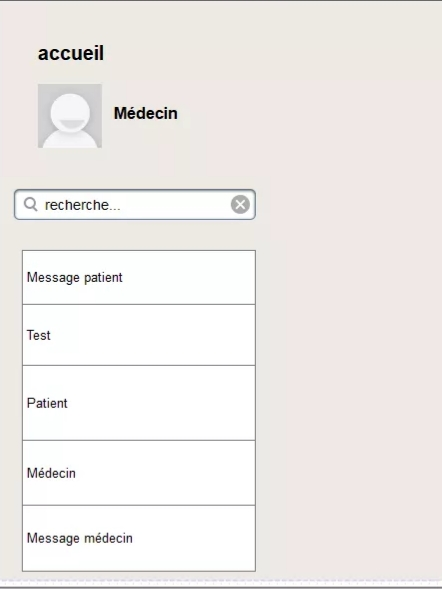 accueil
Médecin
recherche...
Message patient
Test
Patient
Médecin
Message médecin